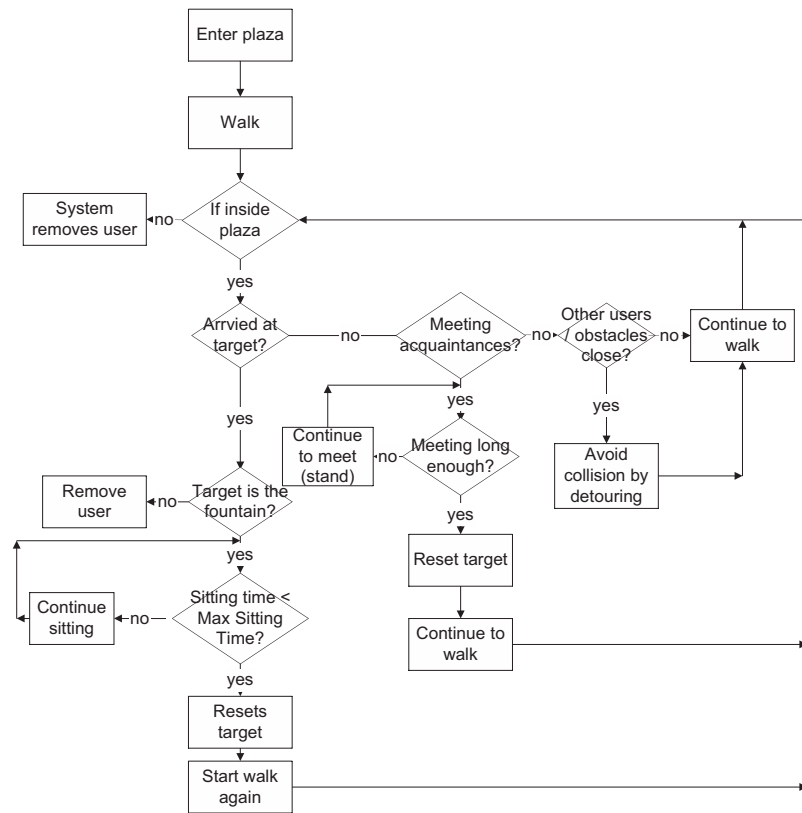 Enter plaza
Walk
System
removes user
no
If inside
plaza
yes
Arrvied at
target?
no
Meeting
acquaintances?
no
Other users
/ obstacles
close?
no
Continue to
walk
yes
yes
yes
Continue
to meet
(stand)
no
Meeting long
enough?
Avoid
collision by
detouring
Remove
user
no
Target is the
fountain?
yes
yes
Reset target
Continue
sitting
no
Sitting time <
Max Sitting
Time?
Continue to
walk
yes
Resets
target
Start walk
again